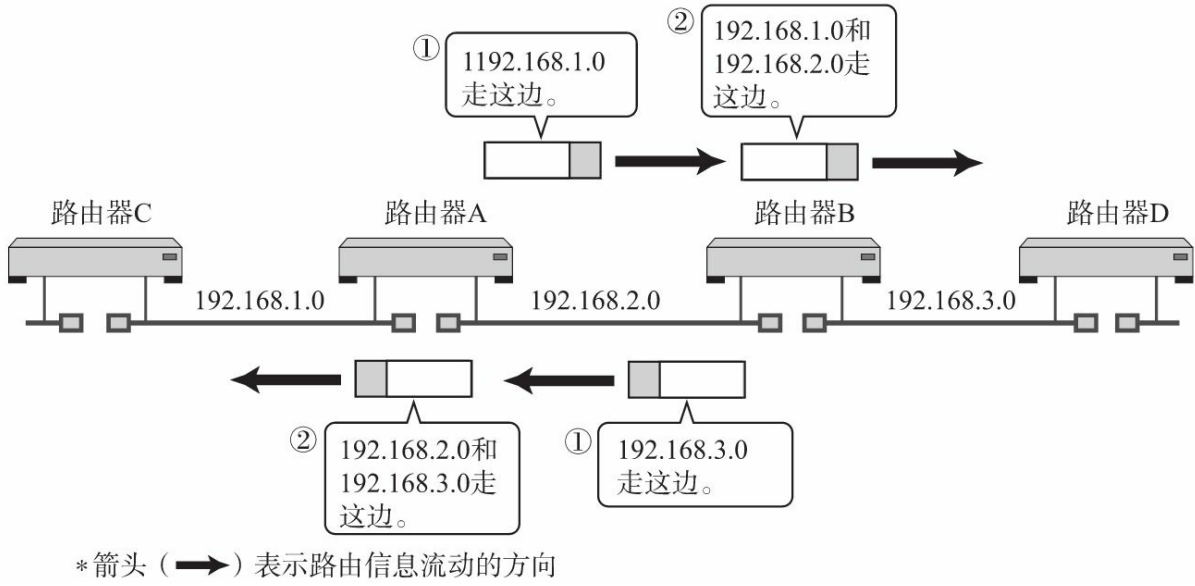 ①
1192.168.1.0
走这边。
②
192.168.1.0和
192.168.2.0走
这边。
路由器C
路由器A
路由器B
路由器D
192.168.1.0
192.168.2.0
192.168.3.0
②
192.168.2.0和
192.168.3.0走
这边。
①
192.168.3.0
走这边。
*箭头（➡）表示路由信息流动的方向